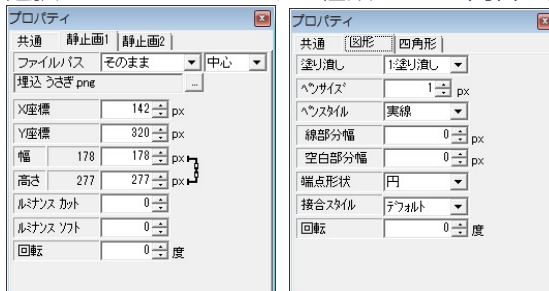 プロパティ
共通 静止画1 静止画2
ファイルパス そのまま 中心
埋込 うさぎ.png ...
X座標 142 px
Y座標 320 px
幅 178 178 px
高さ 277 277 px
ルミナンス カット 0
ルミナンス ソフト 0
回転 0 度
プロパティ
共通 図形 四角形
塗り潰し 1:塗り潰し
ペンサイズ 1 px
ペンスタイル 実線
線部分幅 0 px
空白部分幅 0 px
端点形状 円
接合スタイル デフォルト
回転 0 度